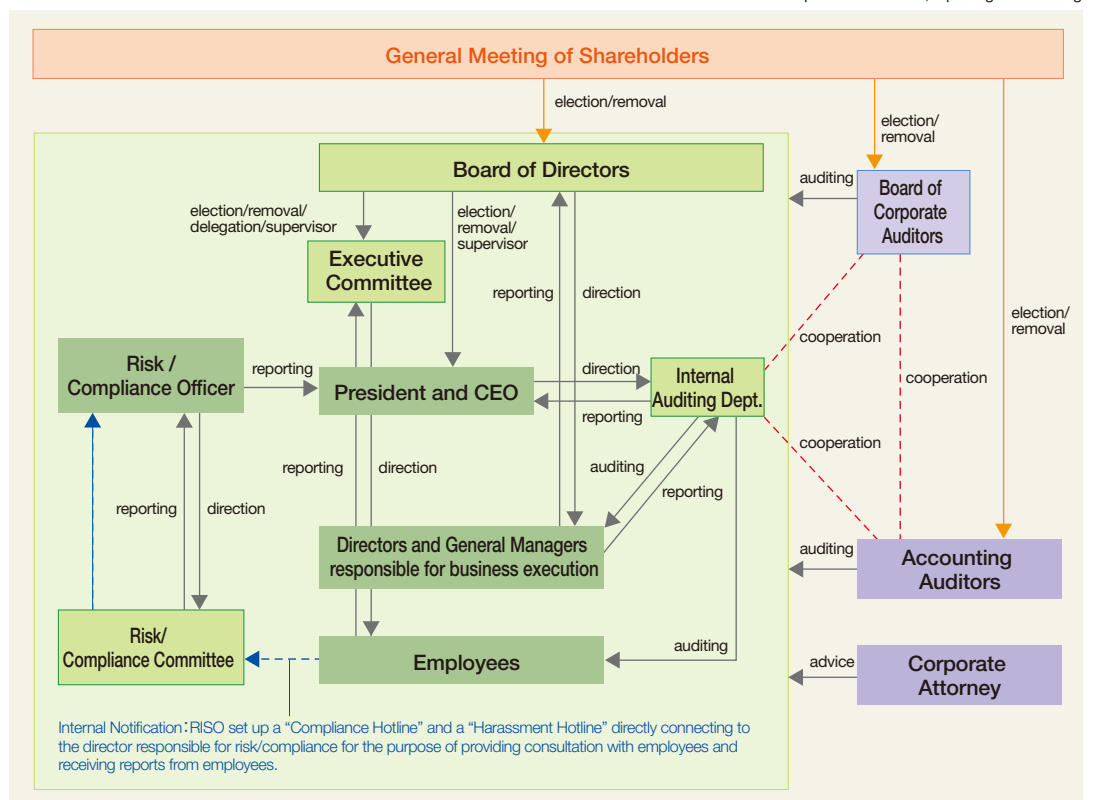 General Meeting of Shareholders
election/removal
election/
removal
Board of Directors
auditing
Board of
Corporate
Auditors
election/removal/
delegation/supervisor
election/
removal/
supervisor
Executive
Committee
reporting
direction
election/
removal
cooperation
Risk /
Compliance Officer
reporting
President and CEO
direction
reporting
Internal
Auditing Dept.
cooperation
cooperation
reporting
direction
auditing
reporting
reporting
direction
Directors and General Managers
responsible for business execution
auditing
Accounting
Auditors
Risk/
Compliance Committee
Employees
auditing
advice
Corporate
Attorney
Internal Notification:RISO set up a “Compliance Hotline” and a “Harassment Hotline” directly connecting to
the director responsible for risk/compliance for the purpose of providing consultation with employees and
receiving reports from employees.